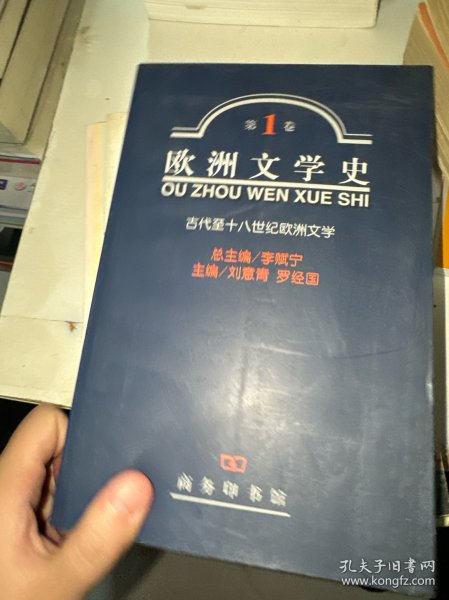 第1卷
欧洲文学史
OU ZHOU WEN XUE SHI
古代至十八世纪欧洲文学
总主编/李赋宁
主编/刘意青 罗经国
商务印书馆
孔夫子旧书网
www.kongfz.com